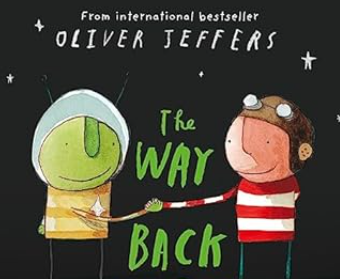 From international bestseller
OLIVER JEFFERS
The
WAY
BACK